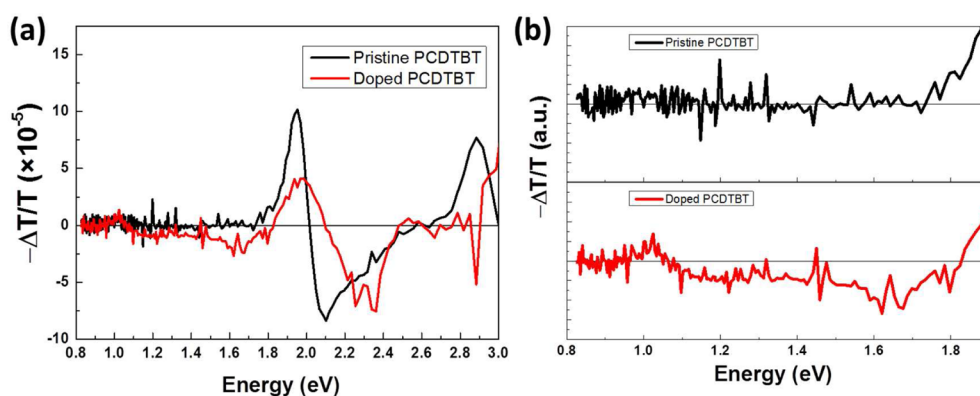 (a)
Pristine PCDTBT
Doped PCDTBT
−ΔT/T (×10⁻⁵)
15
10
5
0
-5
-10
0.8 1.0 1.2 1.4 1.6 1.8 2.0 2.2 2.4 2.6 2.8 3.0
Energy (eV)
(b)
Pristine PCDTBT
Doped PCDTBT
−ΔT/T (a.u.)
0.8 1.0 1.2 1.4 1.6 1.8
Energy (eV)